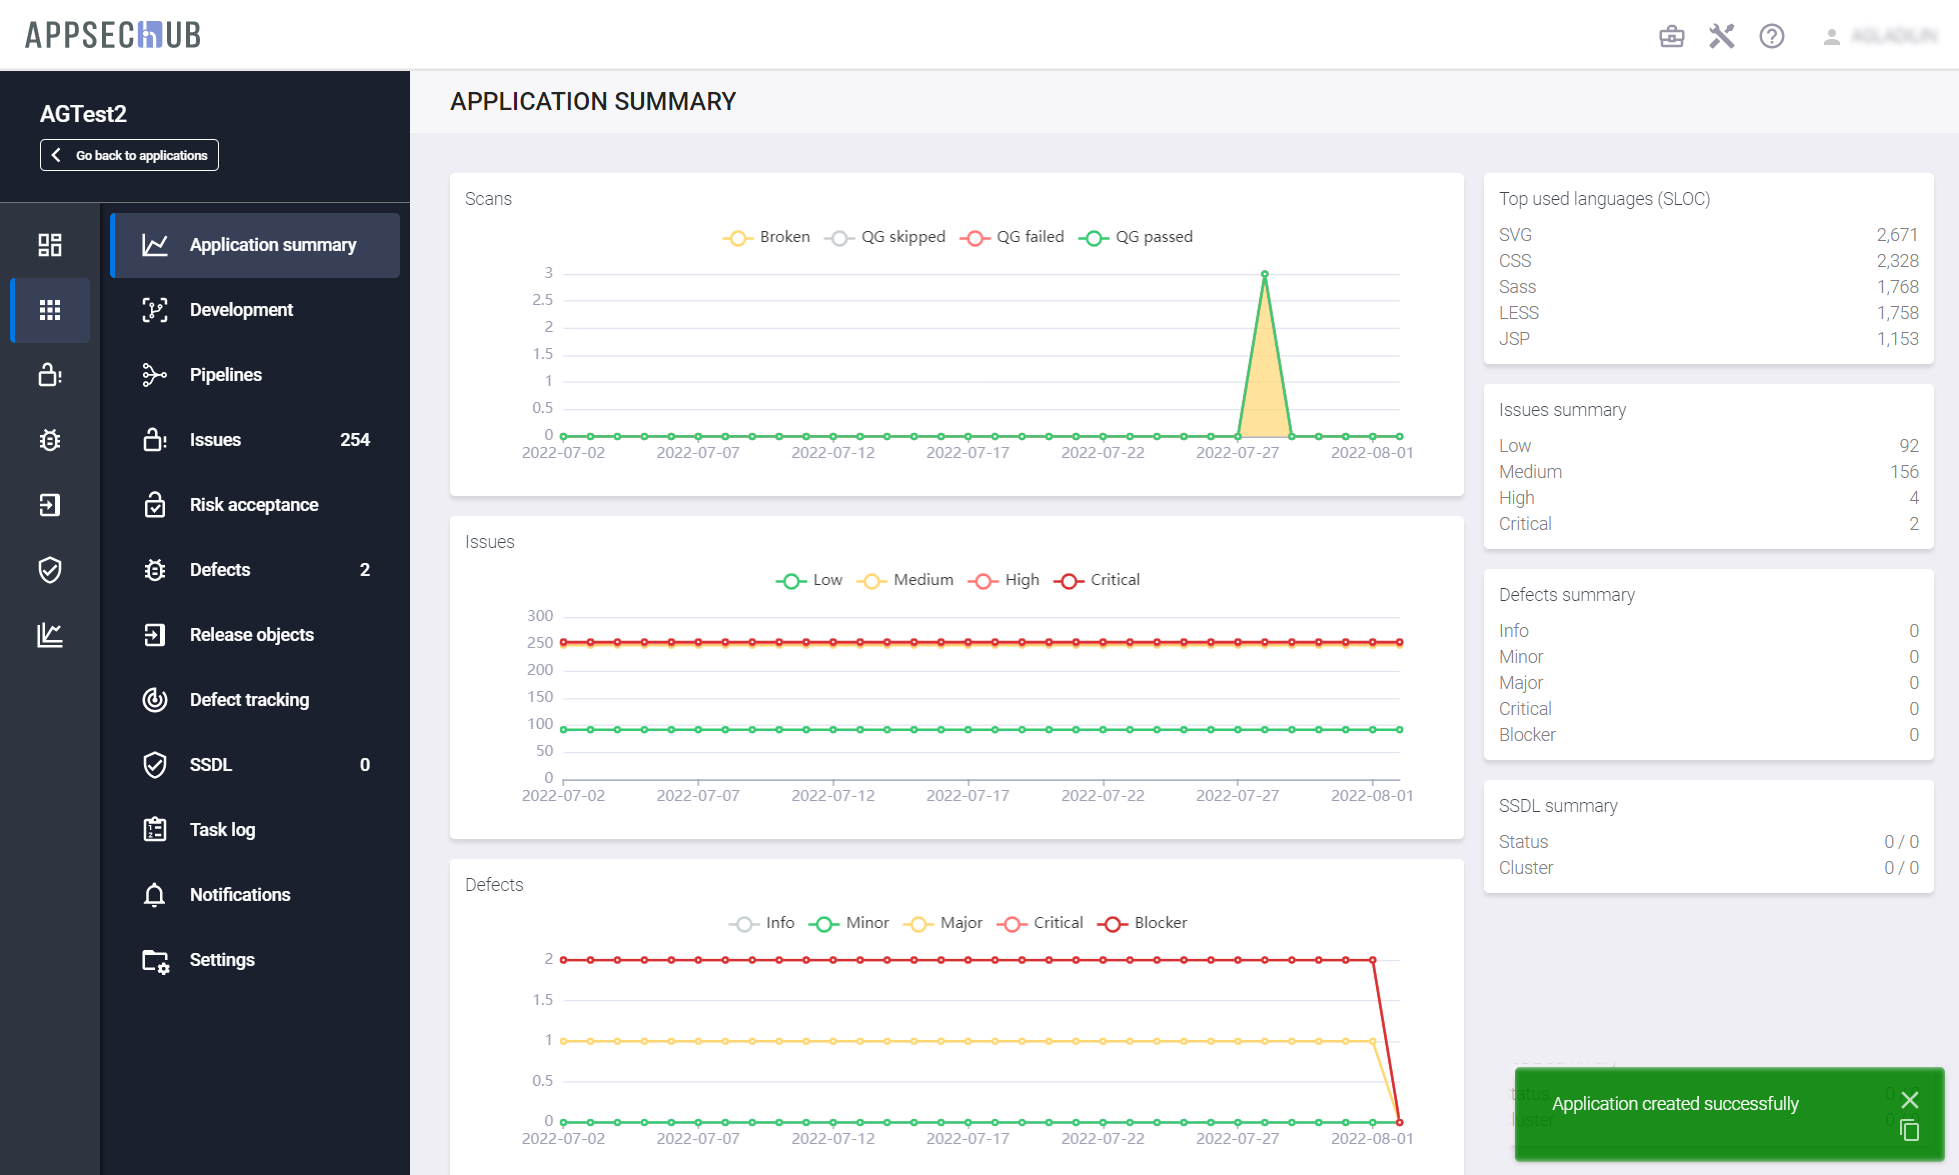 APPSECHUB
AGTest2
Go back to applications
Application summary
Development
Pipelines
Issues 254
Risk acceptance
Defects 2
Release objects
Defect tracking
SSDL 0
Task log
Notifications
Settings
APPLICATION SUMMARY
Scans
Broken QG skipped QG failed QG passed
3
2.5
2
1.5
1
0.5
0
2022-07-02 2022-07-07 2022-07-12 2022-07-17 2022-07-22 2022-07-27 2022-08-01
Issues
Low Medium High Critical
300
250
200
150
100
50
0
2022-07-02 2022-07-07 2022-07-12 2022-07-17 2022-07-22 2022-07-27 2022-08-01
Defects
Info Minor Major Critical Blocker
2
1.5
1
0.5
0
2022-07-02 2022-07-07 2022-07-12 2022-07-17 2022-07-22 2022-07-27 2022-08-01
Top used languages (SLOC)
SVG 2,671
CSS 2,328
Sass 1,768
LESS 1,758
JSP 1,153
Issues summary
Low 92
Medium 156
High 4
Critical 2
Defects summary
Info 0
Minor 0
Major 0
Critical 0
Blocker 0
SSDL summary
Status 0 / 0
Cluster 0 / 0
Application created successfully